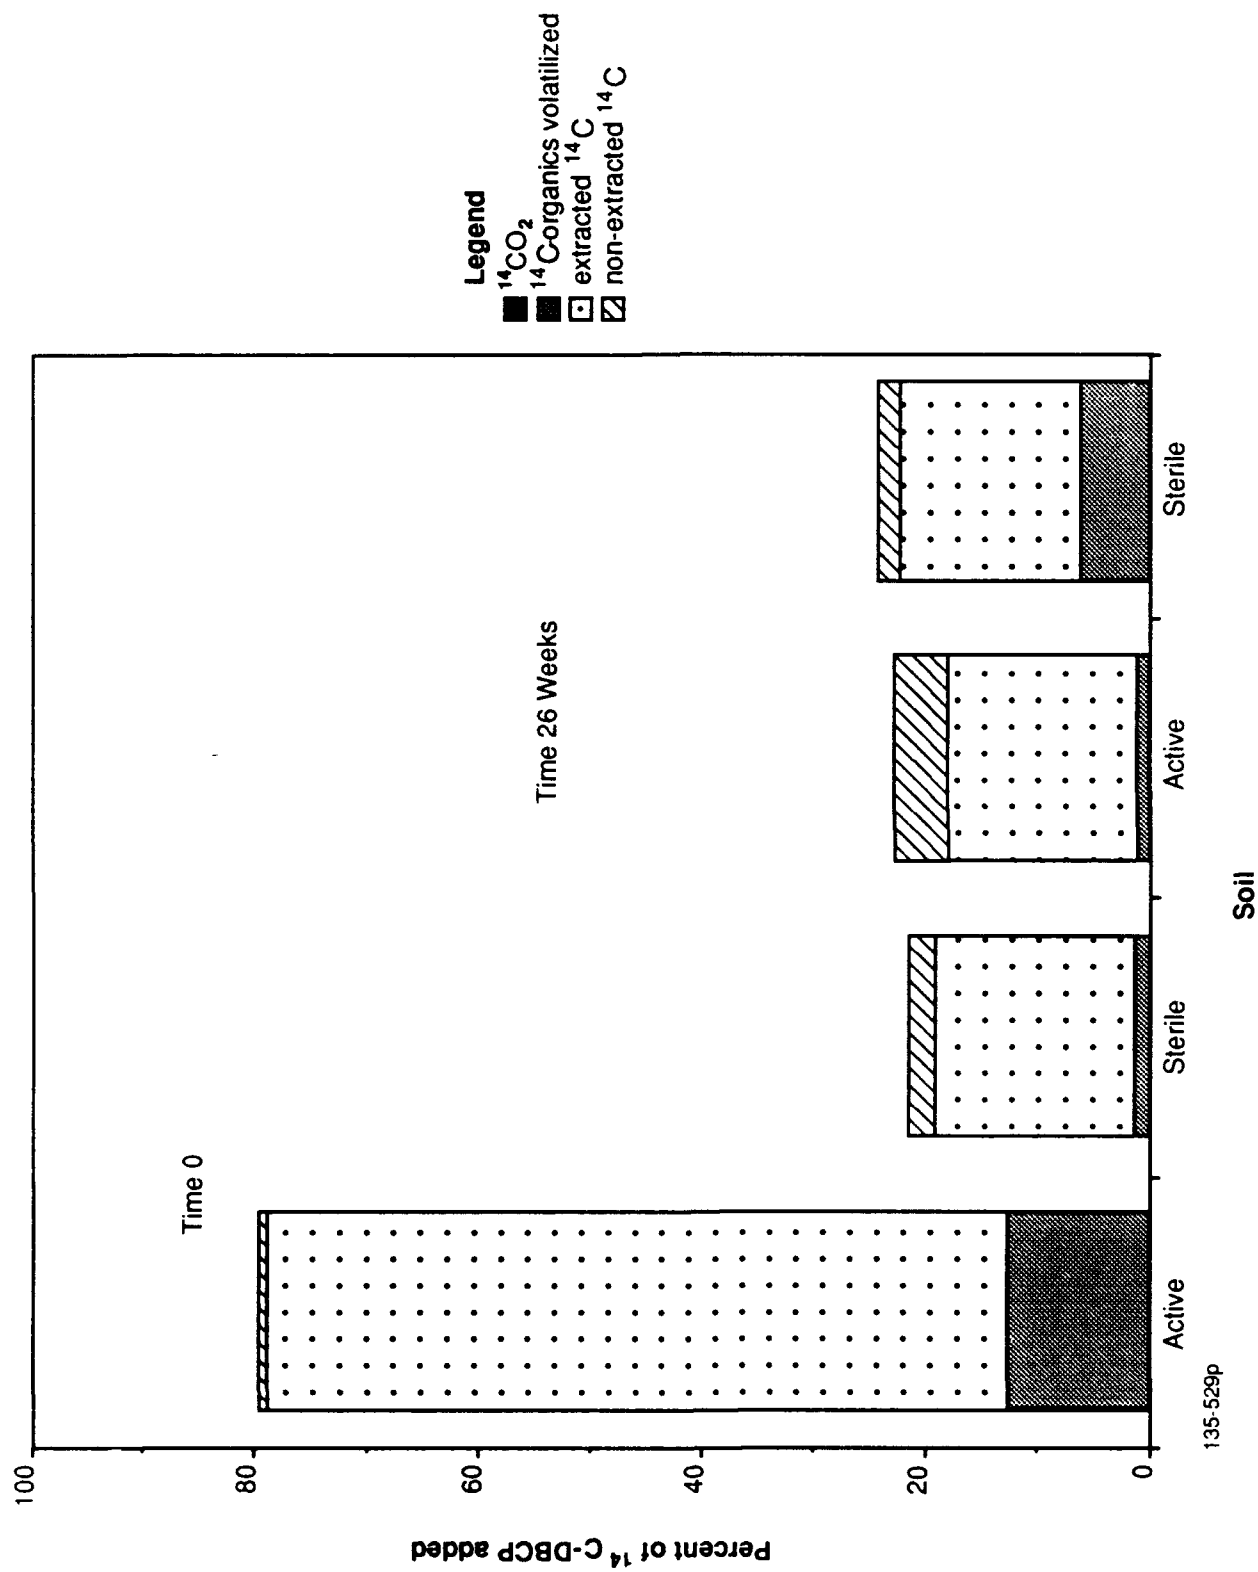 Percent of ¹⁴C-DBCP added
100
80
60
40
20
0
Time 0
Time 26 Weeks
Active
Sterile
Active
Sterile
Soil
135-529p
Legend
¹⁴CO₂
¹⁴C-organics volatilized
extracted ¹⁴C
non-extracted ¹⁴C